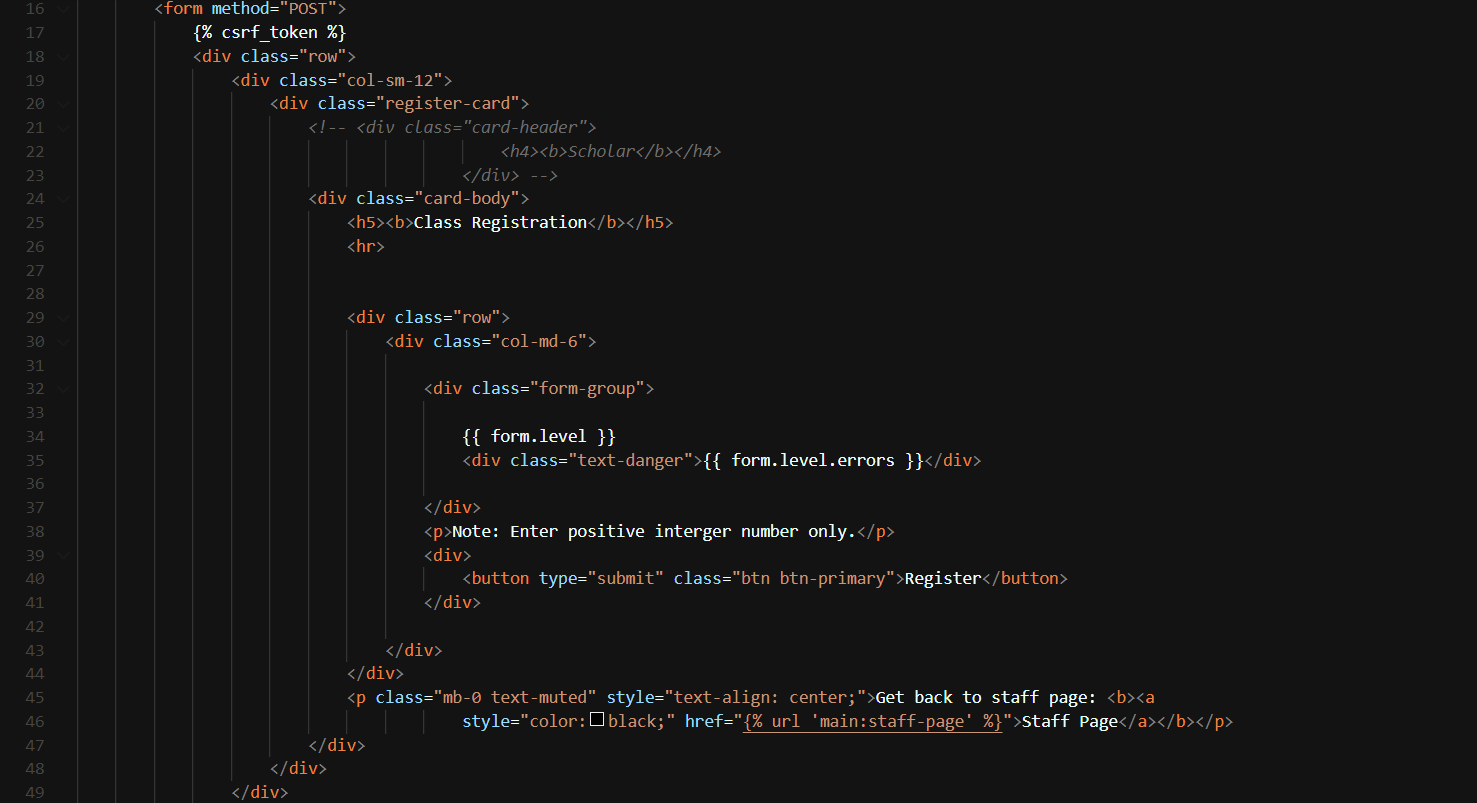 16 <form method="POST">
17 {% csrf_token %}
18 <div class="row">
19 <div class="col-sm-12">
20 <div class="register-card">
21 <!-- <div class="card-header">
22 <h4><b>Scholar</b></h4>
23 </div> -->
24 <div class="card-body">
25 <h5><b>Class Registration</b></h5>
26 <hr>
27
28
29 <div class="row">
30 <div class="col-md-6">
31
32 <div class="form-group">
33
34 {{ form.level }}
35 <div class="text-danger">{{ form.level.errors }}</div>
36
37 </div>
38 <p>Note: Enter positive interger number only.</p>
39 <div>
40 <button type="submit" class="btn btn-primary">Register</button>
41 </div>
42
43 </div>
44 </div>
45 <p class="mb-0 text-muted" style="text-align: center;">Get back to staff page: <b><a
46 style="color:black;" href="{% url 'main:staff-page' %}">Staff Page</a></b></p>
47 </div>
48 </div>
49 </div>